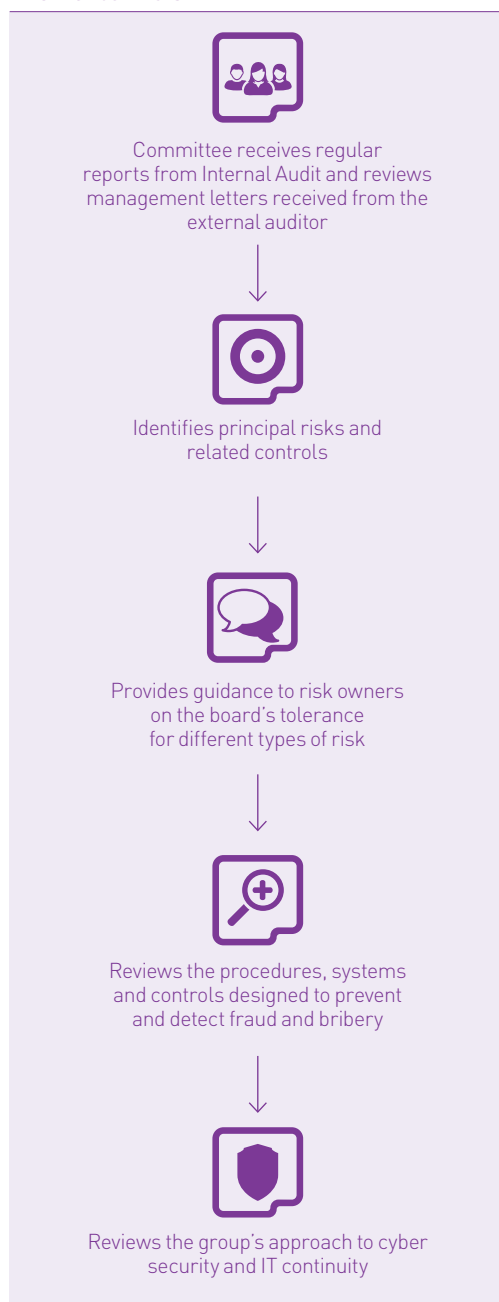 Committee receives regular
reports from Internal Audit and reviews
management letters received from the
external auditor
Identifies principal risks and
related controls
Provides guidance to risk owners
on the board's tolerance
for different types of risk
Reviews the procedures, systems
and controls designed to prevent
and detect fraud and bribery
Reviews the group's approach to cyber
security and IT continuity